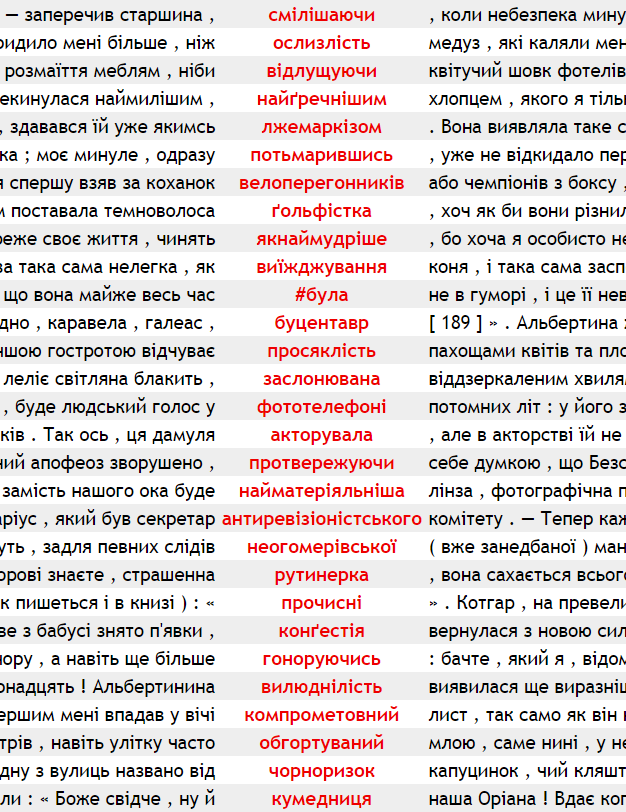 — заперечив старшина , смілішаючи , коли небезпека мину
ридило мені більше , ніж ослизлість медуз , які каляли мен
розмаїття меблям , ніби відлущуючи квітучий шовк фотелів
екинулася наймилішим , найґречнішим хлопцем , якого я тіль
, здавався їй уже якимсь лжемаркізом . Вона виявляла таке с
ка ; моє минуле , одразу потьмарившись , уже не відкидало пер
я спершу взяв за коханок велоперегонників або чемпіонів з боксу ,
м поставала темноволоса ґольфістка , хоч як би вони різнил
реже своє життя , чинять якнаймудріше , бо хоча я особисто не
ва така сама нелегка , як виїжджування коня , і така сама засп
що вона майже весь час #була не в гуморі , і це її нев
дно , каравела , галеас , буцентавр [ 189 ] » . Альбертина
ншою гостротою відчуває просяклість пахощами квітів та пло
леліє світляна блакить , заслонювана віддзеркаленим хвиля
, буде людський голос у фототелефоні потомних літ : у його з
ків . Так ось , ця дамуля акторувала , але в акторстві їй не
ний апофеоз зворушено , протвережуючи себе думкою , що Безс
замість нашого ока буде найматеріяльніша лінза , фотографічна п
аріус , який був секретар антиревізіоністського комітету . — Тепер каж
уть , задля певних слідів неогомерівської ( вже занедбаної ) ман
орові знаєте , страшенна рутинерка , вона сахається всього
к пишеться і в книзі ) : « прочисні » . Котгар , на превели
ве з бабусі знято п'явки , конґестія вернулася з новою сил
нору , а навіть ще більше гоноруючись : бачте , який я , відом
онадцять ! Альбертинина вилюднілість виявилася ще виразніш
ершим мені впадав у вічі компрометовний лист , так само як він
трів , навіть улітку часто обгортуваний млою , саме нині , у не
дну з вулиць названо від чорноризок капуцинок , чий кляшт
ли : « Боже свідче , ну й кумедниця наша Оріана ! Вдає ког